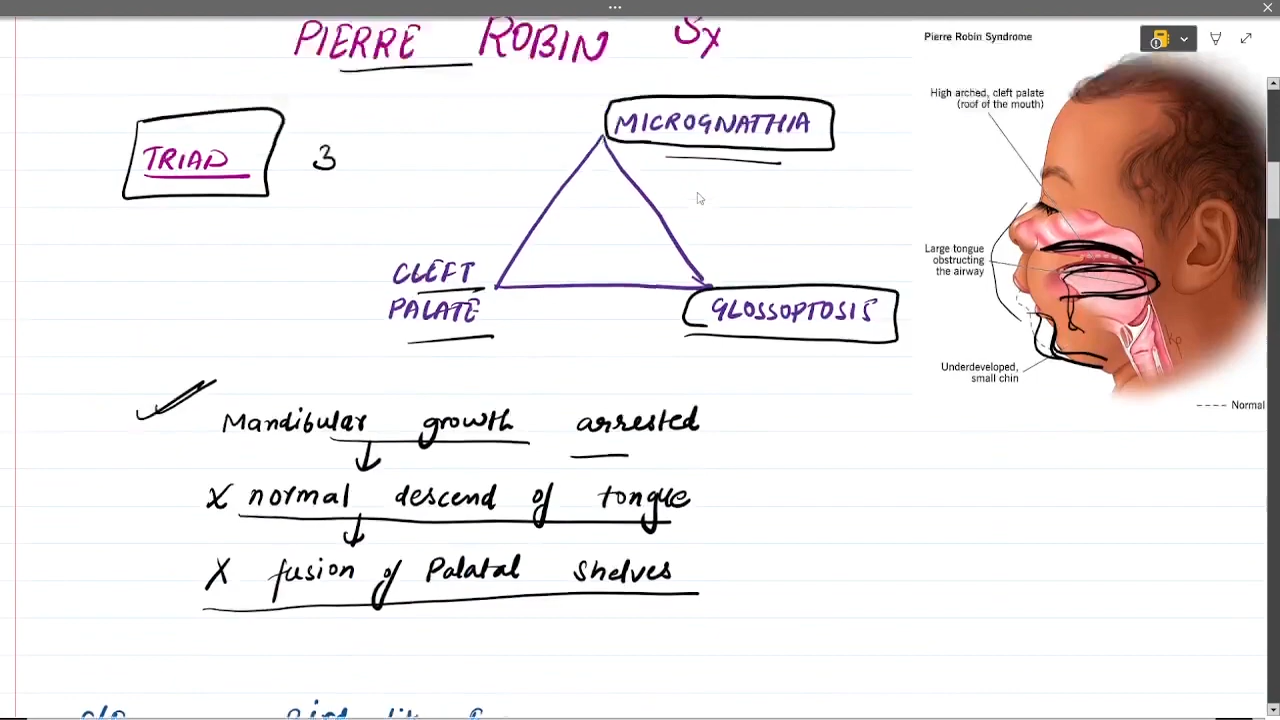 PIERRE ROBIN Sx
Pierre Robin Syndrome
High arched, cleft palate
(roof of the mouth)
MICROGNATHIA
TRIAD 3
Large tongue
obstructing
the airway
CLEFT
PALATE
GLOSSOPTOSIS
Underdeveloped,
small chin
---- Normal
Mandibular growth arrested
↓
X normal descend of tongue
↓
X fusion of Palatal shelves